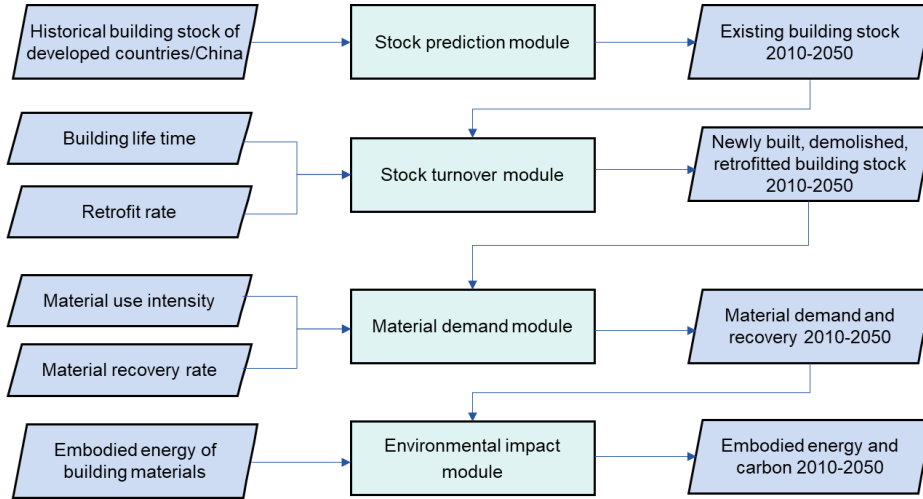 Historical building stock of
developed countries/China
Stock prediction module
Existing building stock
2010-2050
Building life time
Retrofit rate
Stock turnover module
Newly built, demolished,
retrofitted building stock
2010-2050
Material use intensity
Material recovery rate
Material demand module
Material demand and
recovery 2010-2050
Embodied energy of
building materials
Environmental impact
module
Embodied energy and
carbon 2010-2050